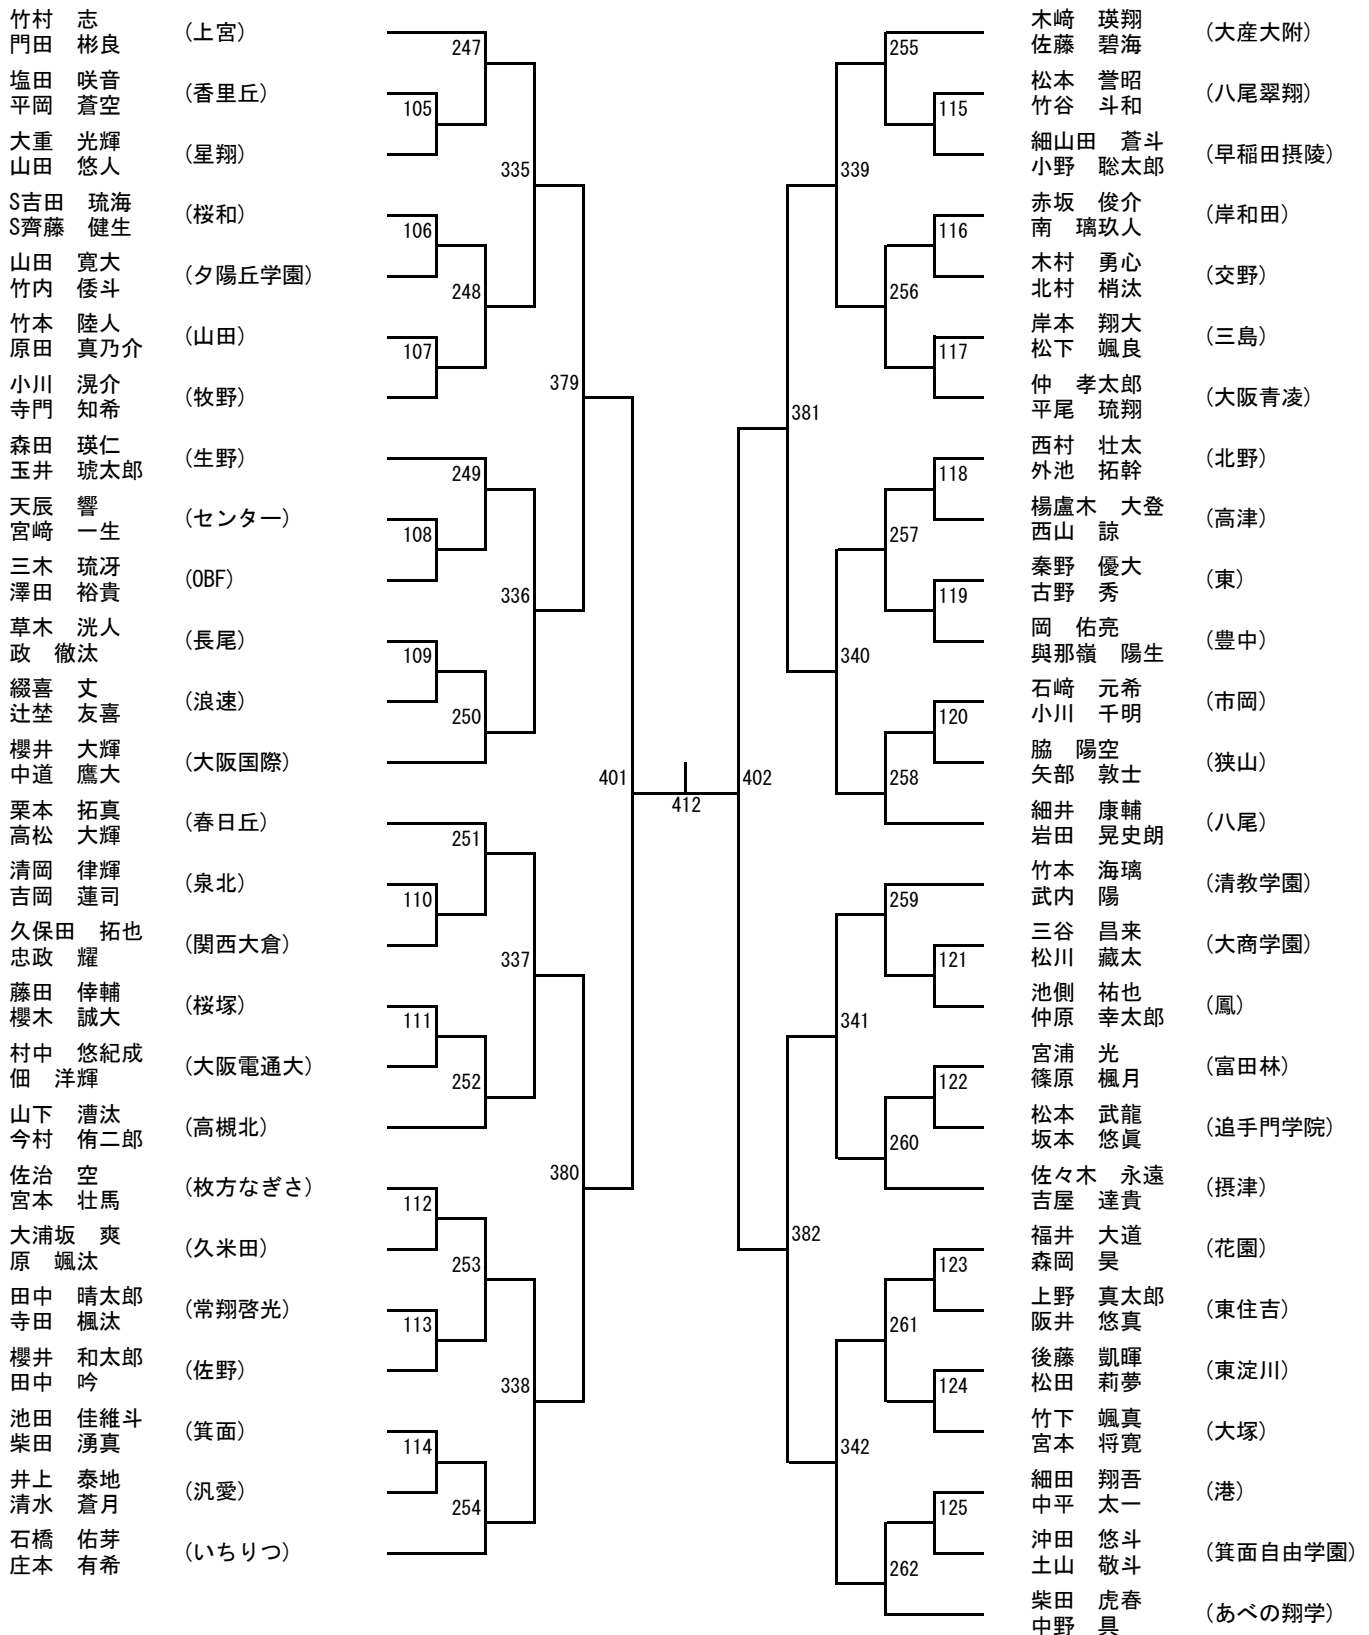 竹村　志
門田　彬良
(上宮)
塩田　咲音
平岡　蒼空
(香里丘)
大重　光輝
山田　悠人
(星翔)
S吉田　琉海
S齊藤　健生
(桜和)
山田　寛大
竹内　倭斗
(夕陽丘学園)
竹本　陸人
原田　真乃介
(山田)
小川　滉介
寺門　知希
(牧野)
森田　瑛仁
玉井　琥太郎
(生野)
天辰　響
宮﨑　一生
(センター)
三木　琉冴
澤田　裕貴
(OBF)
草木　洸人
政　徹汰
(長尾)
綴喜　丈
辻埜　友喜
(浪速)
櫻井　大輝
中道　鷹大
(大阪国際)
栗本　拓真
高松　大輝
(春日丘)
清岡　律輝
吉岡　蓮司
(泉北)
久保田　拓也
忠政　耀
(関西大倉)
藤田　倖輔
櫻木　誠大
(桜塚)
村中　悠紀成
佃　洋輝
(大阪電通大)
山下　漕汰
今村　侑二郎
(高槻北)
佐治　空
宮本　壮馬
(枚方なぎさ)
大浦坂　爽
原　颯汰
(久米田)
田中　晴太郎
寺田　楓汰
(常翔啓光)
櫻井　和太郎
田中　吟
(佐野)
池田　佳維斗
柴田　湧真
(箕面)
井上　泰地
清水　蒼月
(汎愛)
石橋　佑芽
庄本　有希
(いちりつ)
247
105
335
106
248
107
379
249
108
336
109
250
401
251
110
337
111
252
380
112
253
113
338
114
254
412
402
255
115
339
116
256
117
381
118
257
119
340
120
258
259
121
341
122
260
382
123
261
124
342
125
262
木﨑　瑛翔
佐藤　碧海
(大産大附)
松本　誉昭
竹谷　斗和
(八尾翠翔)
細山田　蒼斗
小野　聡太郎
(早稲田摂陵)
赤坂　俊介
南　璃玖人
(岸和田)
木村　勇心
北村　梢汰
(交野)
岸本　翔大
松下　颯良
(三島)
仲　孝太郎
平尾　琉翔
(大阪青凌)
西村　壮太
外池　拓幹
(北野)
楊盧木　大登
西山　諒
(高津)
秦野　優大
古野　秀
(東)
岡　佑亮
與那嶺　陽生
(豊中)
石﨑　元希
小川　千明
(市岡)
脇　陽空
矢部　敦士
(狭山)
細井　康輔
岩田　晃史朗
(八尾)
竹本　海璃
武内　陽
(清教学園)
三谷　昌来
松川　藏太
(大商学園)
池側　祐也
仲原　幸太郎
(鳳)
宮浦　光
篠原　楓月
(富田林)
松本　武龍
坂本　悠眞
(追手門学院)
佐々木　永遠
吉屋　達貴
(摂津)
福井　大道
森岡　昊
(花園)
上野　真太郎
阪井　悠真
(東住吉)
後藤　凱暉
松田　莉夢
(東淀川)
竹下　颯真
宮本　将寛
(大塚)
細田　翔吾
中平　太一
(港)
沖田　悠斗
土山　敬斗
(箕面自由学園)
柴田　虎春
中野　具
(あべの翔学)